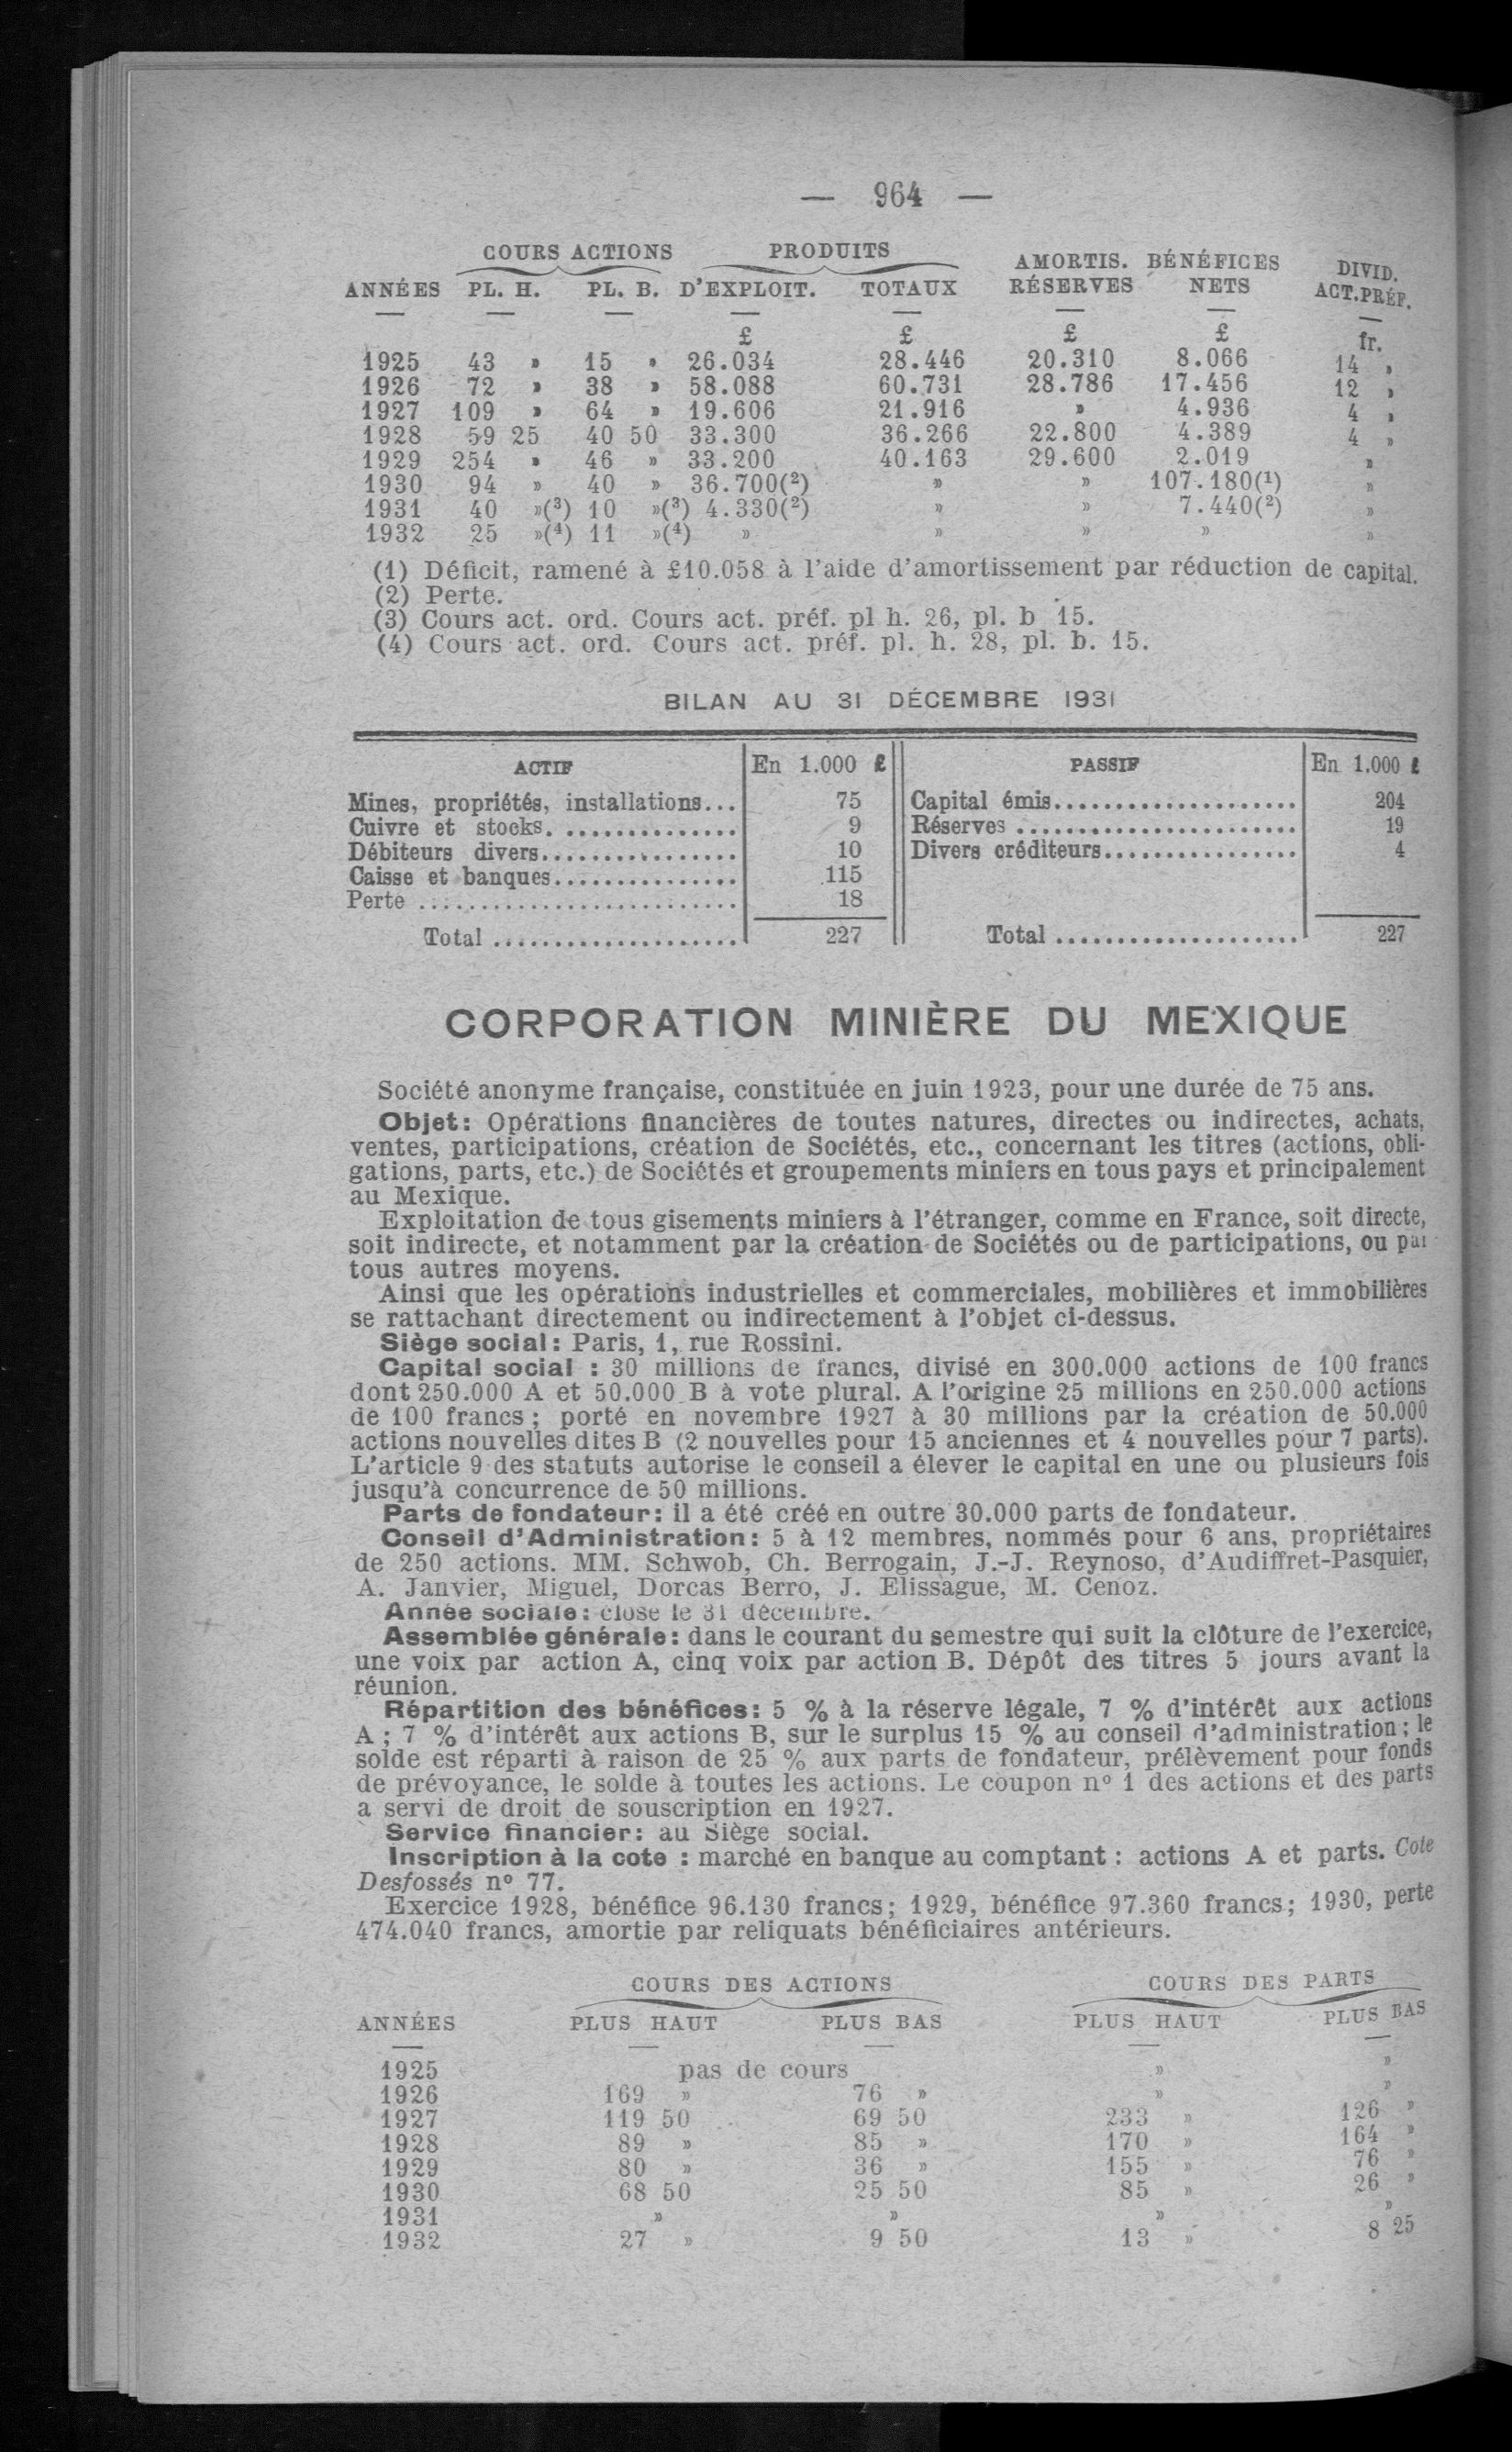 — 964 —
COURS ACTIONS PRODUITS AMORTIS. BÉNÉFICES DIVID.
ANNÉES PL. H. PL. B. D'EXPLOIT. TOTAUX RÉSERVES NETS ACT.PRÉF.
£ £ £ £ fr.
1925 43 » 15 » 26.034 28.446 20.310 8.066 14 »
1926 72 » 38 » 58.088 60.731 28.786 17.456 12 »
1927 109 » 64 » 19.606 21.916 » 4.936 4 »
1928 59 25 40 50 33.300 36.266 22.800 4.389 4 »
1929 254 » 46 » 33.200 40.163 29.600 2.019 »
1930 94 » 40 » 36.700(2) » » 107.180(1) »
1931 40 »(3) 10 »(3) 4.330(2) » » 7.440(2) »
1932 25 »(4) 11 »(4) » » » » »
(1) Déficit, ramené à £10.058 à l'aide d'amortissement par réduction de capital.
(2) Perte.
(3) Cours act. ord. Cours act. préf. pl h. 26, pl. b 15.
(4) Cours act. ord. Cours act. préf. pl. h. 28, pl. b. 15.
BILAN AU 31 DÉCEMBRE 1931
ACTIF En 1.000 £ PASSIF En 1.000 £
Mines, propriétés, installations... 75 Capital émis.................... 204
Cuivre et stocks. .............. 9 Réserves ....................... 19
Débiteurs divers................ 10 Divers créditeurs................ 4
Caisse et banques............... 115
Perte .......................... 18
Total .................... 227 Total .................... 227
CORPORATION MINIÈRE DU MEXIQUE
Société anonyme française, constituée en juin 1923, pour une durée de 75 ans.
Objet: Opérations financières de toutes natures, directes ou indirectes, achats,
ventes, participations, création de Sociétés, etc., concernant les titres (actions, obli-
gations, parts, etc.) de Sociétés et groupements miniers en tous pays et principalement
au Mexique.
Exploitation de tous gisements miniers à l'étranger, comme en France, soit directe,
soit indirecte, et notamment par la création de Sociétés ou de participations, ou par
tous autres moyens.
Ainsi que les opérations industrielles et commerciales, mobilières et immobilières
se rattachant directement ou indirectement à l'objet ci-dessus.
Siège social: Paris, 1, rue Rossini.
Capital social : 30 millions de francs, divisé en 300.000 actions de 100 francs
dont 250.000 A et 50.000 B à vote plural. A l'origine 25 millions en 250.000 actions
de 100 francs; porté en novembre 1927 à 30 millions par la création de 50.000
actions nouvelles dites B (2 nouvelles pour 15 anciennes et 4 nouvelles pour 7 parts).
L'article 9 des statuts autorise le conseil a élever le capital en une ou plusieurs fois
jusqu'à concurrence de 50 millions.
Parts de fondateur: il a été créé en outre 30.000 parts de fondateur.
Conseil d'Administration: 5 à 12 membres, nommés pour 6 ans, propriétaires
de 250 actions. MM. Schwob, Ch. Berrogain, J.-J. Reynoso, d'Audiffret-Pasquier,
A. Janvier, Miguel, Dorcas Berro, J. Elissague, M. Cenoz.
Année sociale: close le 31 décembre.
Assemblée générale: dans le courant du semestre qui suit la clôture de l'exercice,
une voix par action A, cinq voix par action B. Dépôt des titres 5 jours avant la
réunion.
Répartition des bénéfices: 5 % à la réserve légale, 7 % d'intérêt aux actions
A; 7 % d'intérêt aux actions B, sur le surplus 15 % au conseil d'administration; le
solde est réparti à raison de 25 % aux parts de fondateur, prélèvement pour fonds
de prévoyance, le solde à toutes les actions. Le coupon nº 1 des actions et des parts
a servi de droit de souscription en 1927.
Service financier: au Siège social.
Inscription à la cote : marché en banque au comptant : actions A et parts. Cote
Desfossés nº 77.
Exercice 1928, bénéfice 96.130 francs; 1929, bénéfice 97.360 francs; 1930, perte
474.040 francs, amortie par reliquats bénéficiaires antérieurs.
COURS DES ACTIONS COURS DES PARTS
ANNÉES PLUS HAUT PLUS BAS PLUS HAUT PLUS BAS
1925 pas de cours » »
1926 169 » 76 » » »
1927 119 50 69 50 233 » 126 »
1928 89 » 85 » 170 » 164 »
1929 80 » 36 » 155 » 76 »
1930 68 50 25 50 85 » 26 »
1931 » » » »
1932 27 » 9 50 13 » 8 25